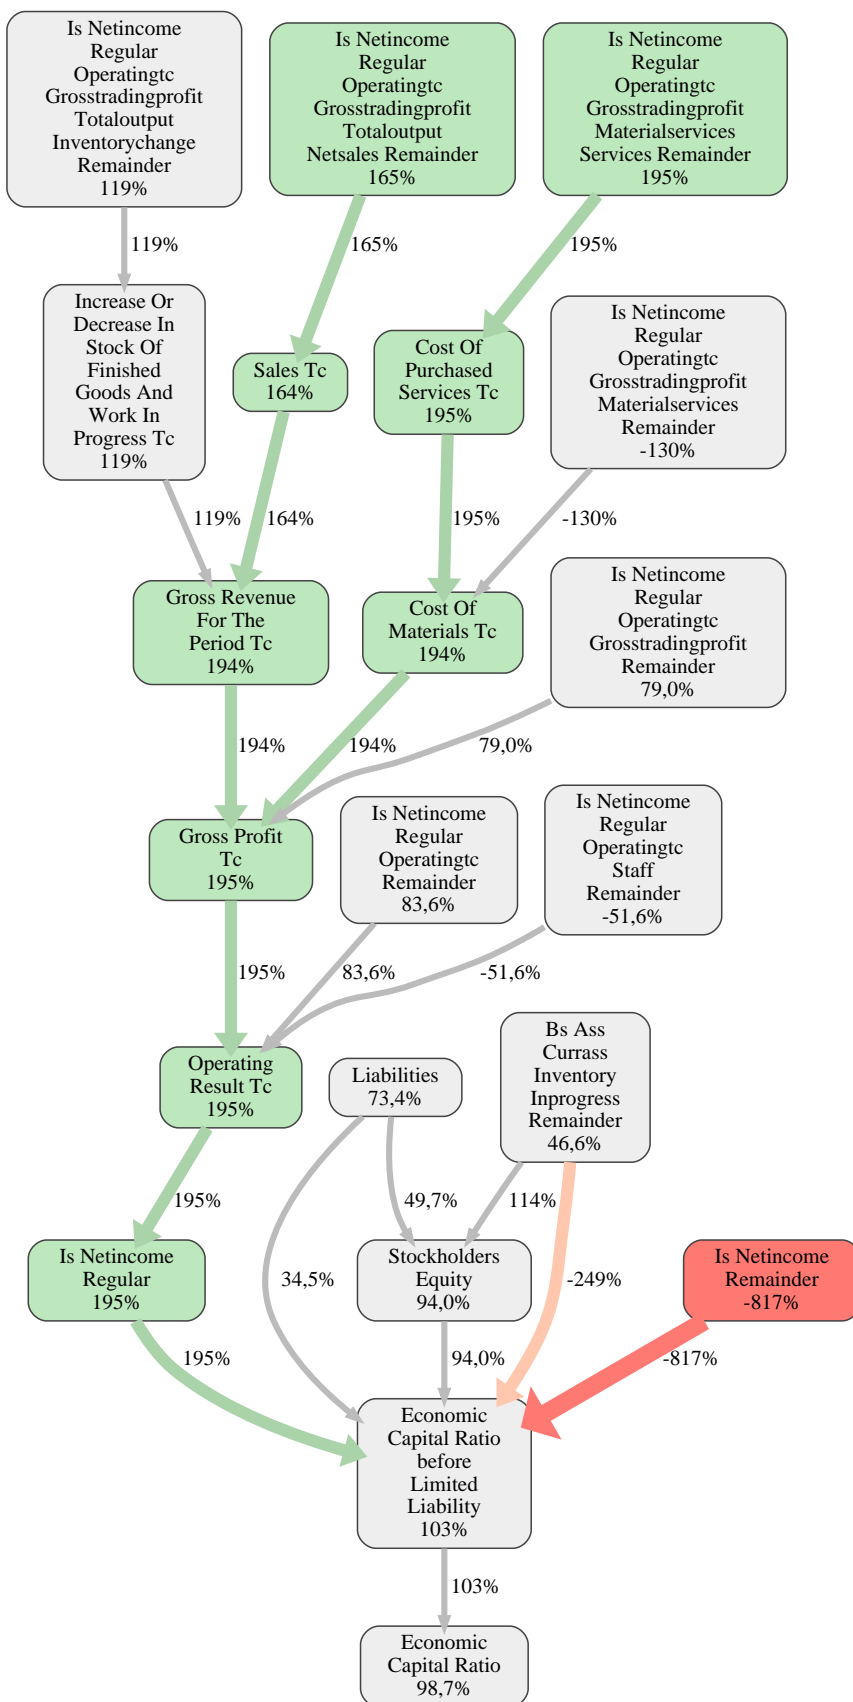 Is Netincome
Regular
Operatingtc
Grosstradingprofit
Totaloutput
Inventorychange
Remainder
119%
Is Netincome
Regular
Operatingtc
Grosstradingprofit
Totaloutput
Netsales Remainder
165%
Is Netincome
Regular
Operatingtc
Grosstradingprofit
Materialservices
Services Remainder
195%
119%
165%
195%
Increase Or
Decrease In
Stock Of
Finished
Goods And
Work In
Progress Tc
119%
Sales Tc
164%
Cost Of
Purchased
Services Tc
195%
Is Netincome
Regular
Operatingtc
Grosstradingprofit
Materialservices
Remainder
-130%
119%
164%
195%
-130%
Gross Revenue
For The
Period Tc
194%
Cost Of
Materials Tc
194%
Is Netincome
Regular
Operatingtc
Grosstradingprofit
Remainder
79,0%
194%
194%
79,0%
Gross Profit
Tc
195%
Is Netincome
Regular
Operatingtc
Remainder
83,6%
Is Netincome
Regular
Operatingtc
Staff
Remainder
-51,6%
195%
83,6%
-51,6%
Operating
Result Tc
195%
Liabilities
73,4%
Bs Ass
Currass
Inventory
Inprogress
Remainder
46,6%
195%
49,7%
114%
Is Netincome
Regular
195%
34,5%
Stockholders
Equity
94,0%
-249%
Is Netincome
Remainder
-817%
195%
94,0%
-817%
Economic
Capital Ratio
before
Limited
Liability
103%
103%
Economic
Capital Ratio
98,7%